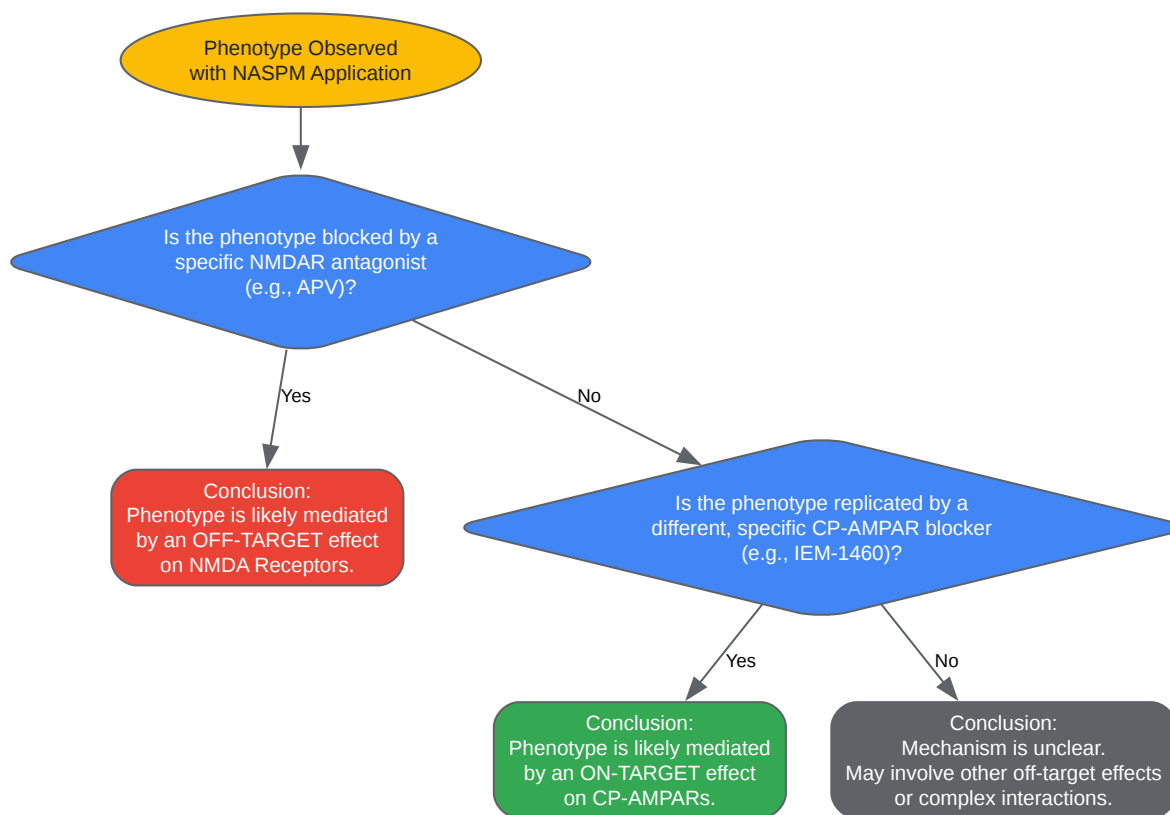 Phenotype Observed
with NASPM Application
Is the phenotype blocked by a
specific NMDAR antagonist
(e.g., APV)?
Yes
No
Conclusion:
Phenotype is likely mediated
by an OFF-TARGET effect
on NMDA Receptors.
Is the phenotype replicated by a
different, specific CP-AMPAR blocker
(e.g., IEM-1460)?
Yes
No
Conclusion:
Phenotype is likely mediated
by an ON-TARGET effect
on CP-AMPARs.
Conclusion:
Mechanism is unclear.
May involve other off-target effects
or complex interactions.